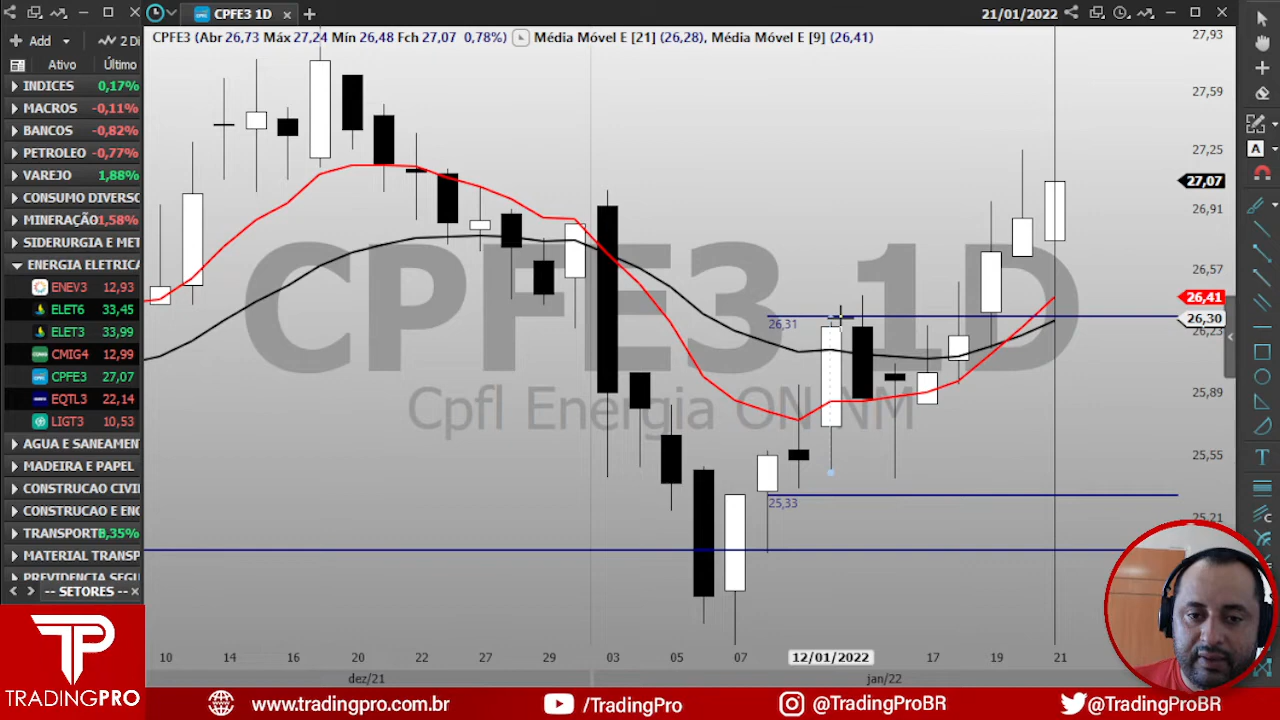 CPFE3 1D
21/01/2022
Add
2 Di
Ativo
Último
INDICES 0,17%
MACROS -0,11%
BANCOS -0,82%
PETROLEO -0,77%
VAREJO 1,88%
CONSUMO DIVERSO
MINERAÇÃO -1,58%
SIDERURGIA E MET
ENERGIA ELETRICA
ENEV3 12,93
ELET6 33,45
ELET3 33,99
CMIG4 12,99
CPFE3 27,07
EQTL3 22,14
LIGT3 10,53
AGUA E SANEAMEN
MADEIRA E PAPEL
CONSTRUCAO CIVI
CONSTRUCAO E ENG
TRANSPORTE 0,35%
MATERIAL TRANSP
PREVIDENCIA SEGU
-- SETORES --
CPFE3 (Abr 26,73 Máx 27,24 Mín 26,48 Fch 27,07 0,78%) Média Móvel E [21] (26,28), Média Móvel E [9] (26,41)
CPFE3 1D
Cpfl Energia ON NM
26,31
25,33
27,93
27,59
27,25
27,07
26,91
26,57
26,41
26,30
26,23
25,89
25,55
25,21
10 14 16 20 22 27 29 03 05 07 12/01/2022 17 19 21
dez/21 jan/22
TP
TRADINGPRO
www.tradingpro.com.br
/TradingPro
@TradingProBR
@TradingProBR